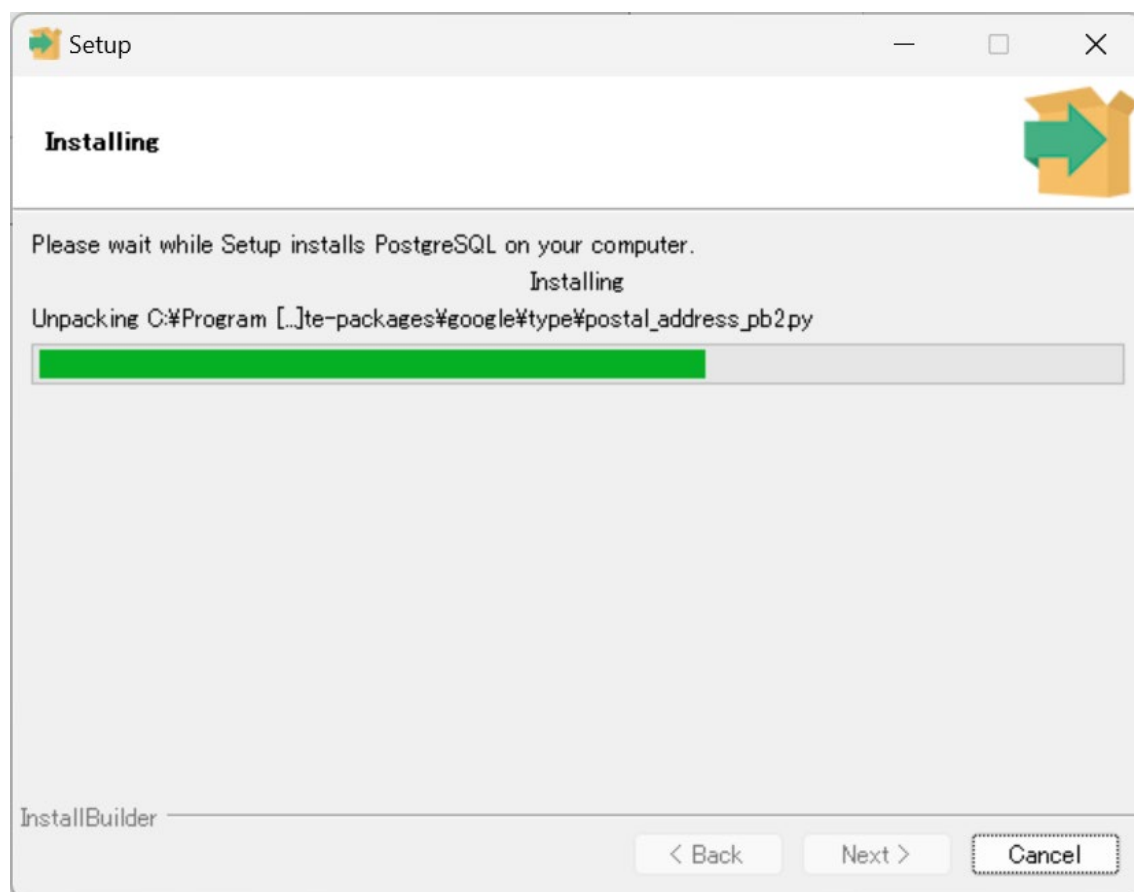 Setup
Installing
Please wait while Setup installs PostgreSQL on your computer.
Installing
Unpacking C:¥Program [...]te-packages¥google¥type¥postal_address_pb2.py
InstallBuilder
< Back
Next >
Cancel